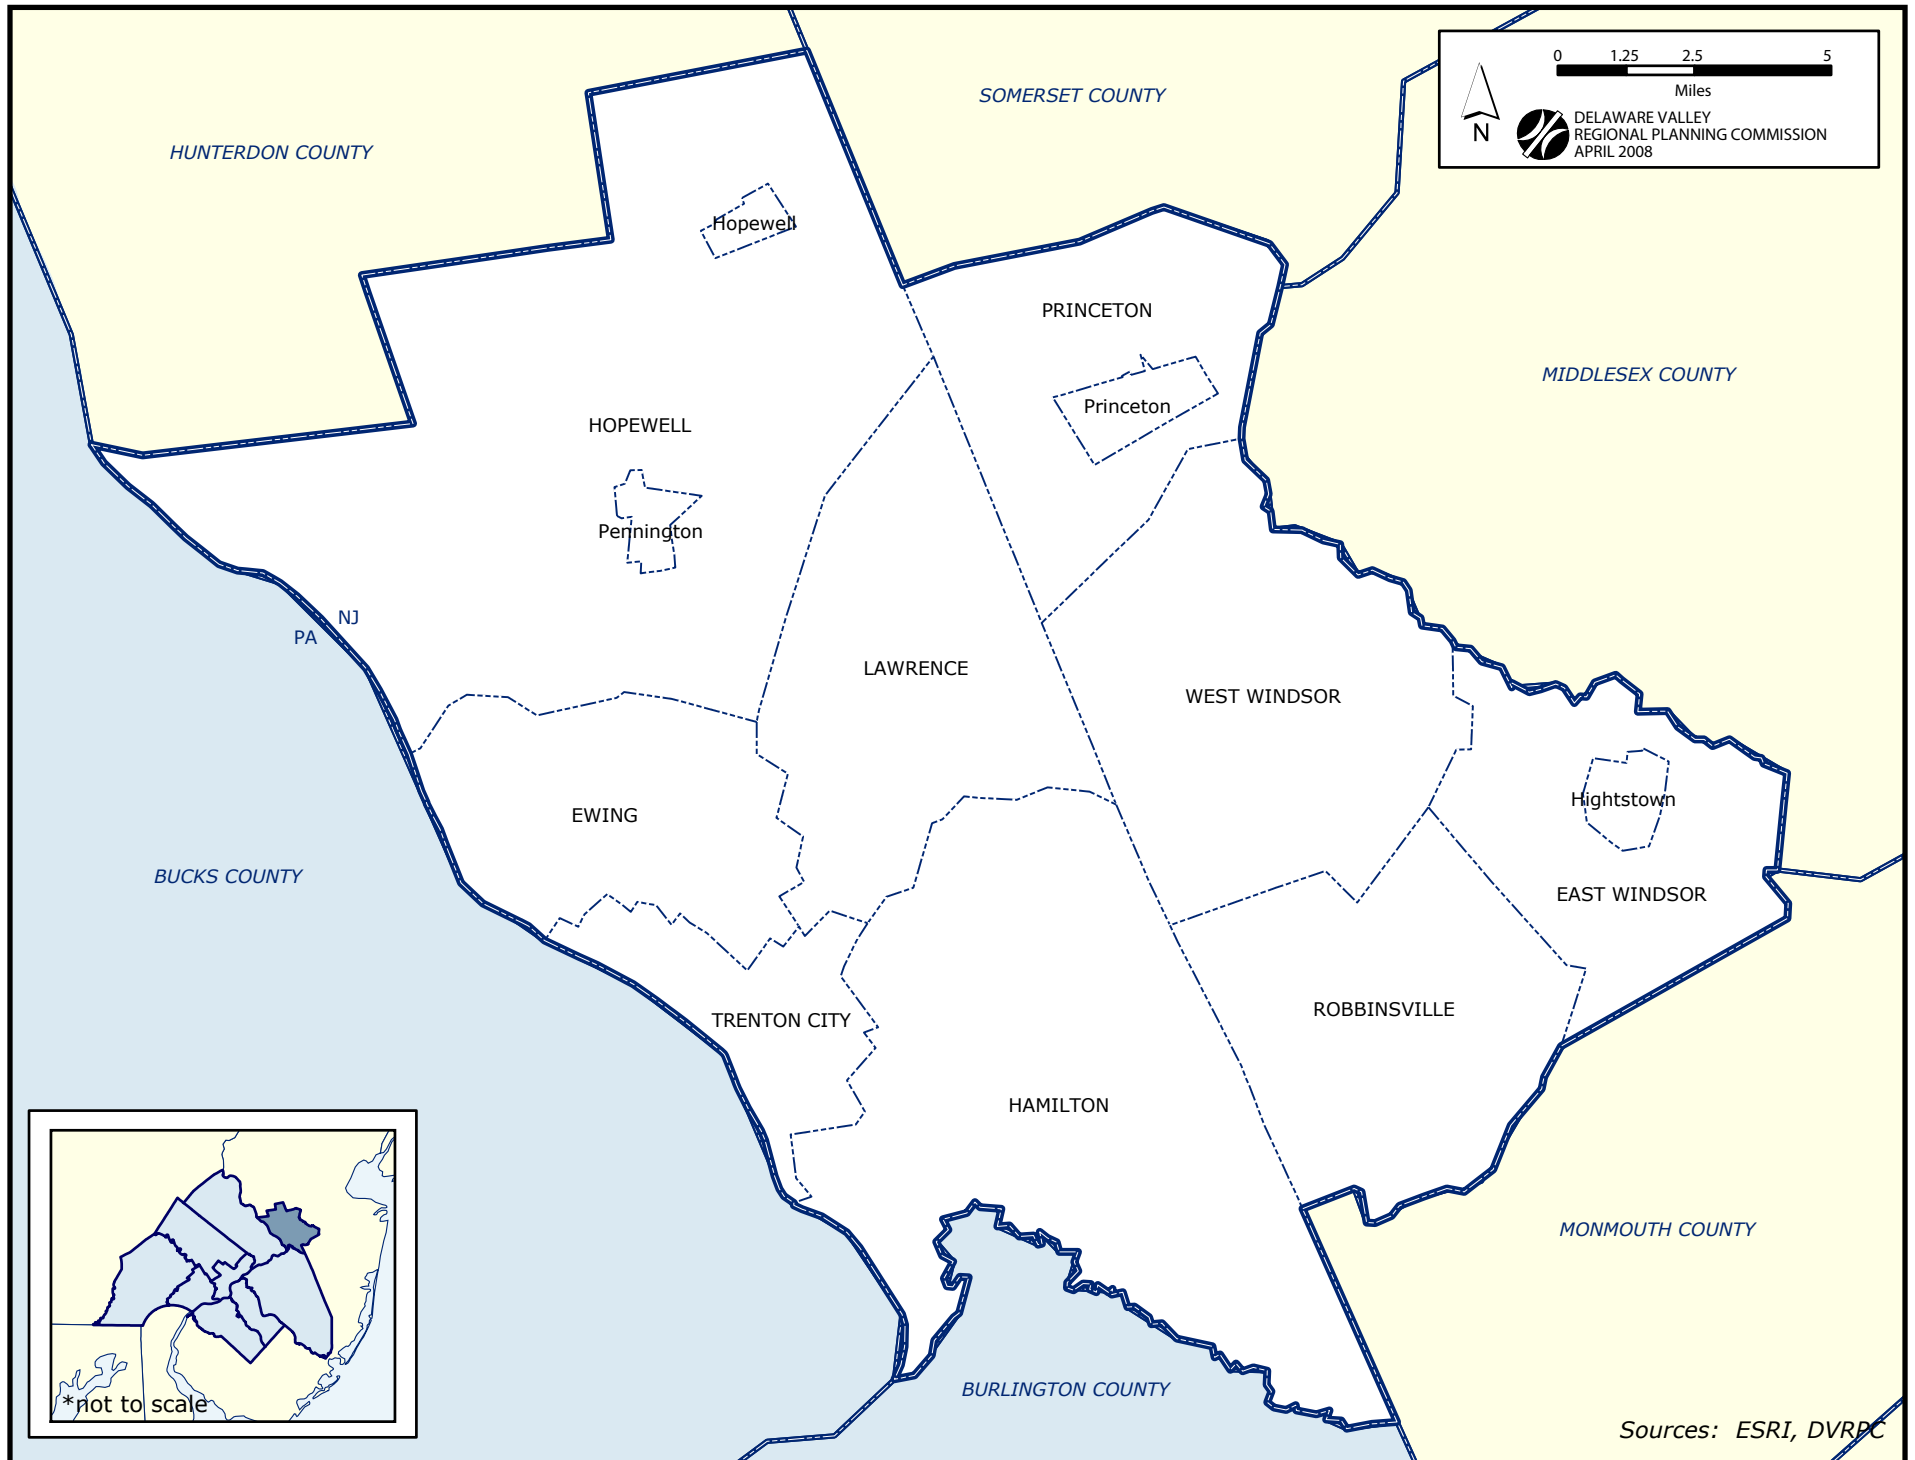 0 1.25 2.5 5
Miles
N
DELAWARE VALLEY
REGIONAL PLANNING COMMISSION
APRIL 2008
SOMERSET COUNTY
HUNTERDON COUNTY
Hopewell
PRINCETON
MIDDLESEX COUNTY
Princeton
HOPEWELL
Pennington
NJ
PA
LAWRENCE
WEST WINDSOR
Hightstown
EWING
BUCKS COUNTY
EAST WINDSOR
ROBBINSVILLE
TRENTON CITY
HAMILTON
MONMOUTH COUNTY
BURLINGTON COUNTY
*not to scale
Sources: ESRI, DVRPC